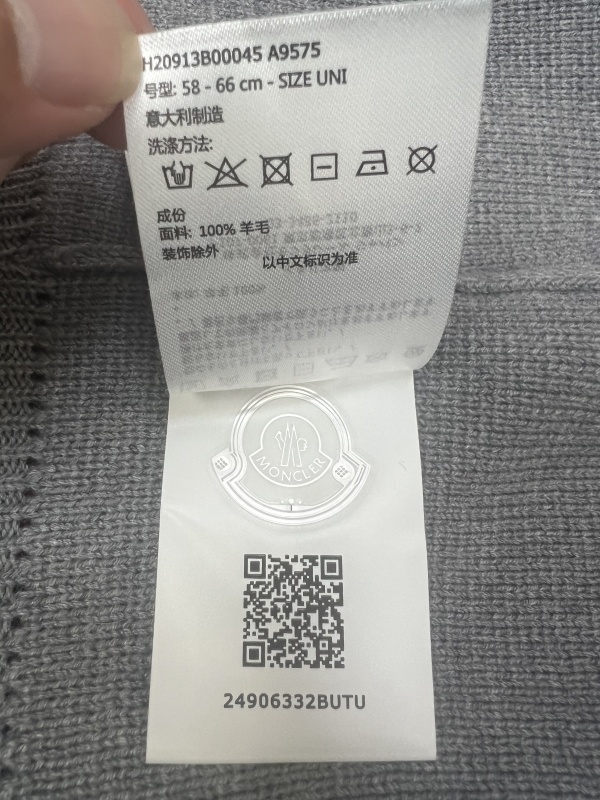 H20913B00045 A9575
号型: 58 - 66 cm - SIZE UNI
意大利制造
洗涤方法:
成份
面料: 100% 羊毛
装饰除外
以中文标识为准
MONCLER
24906332BUTU